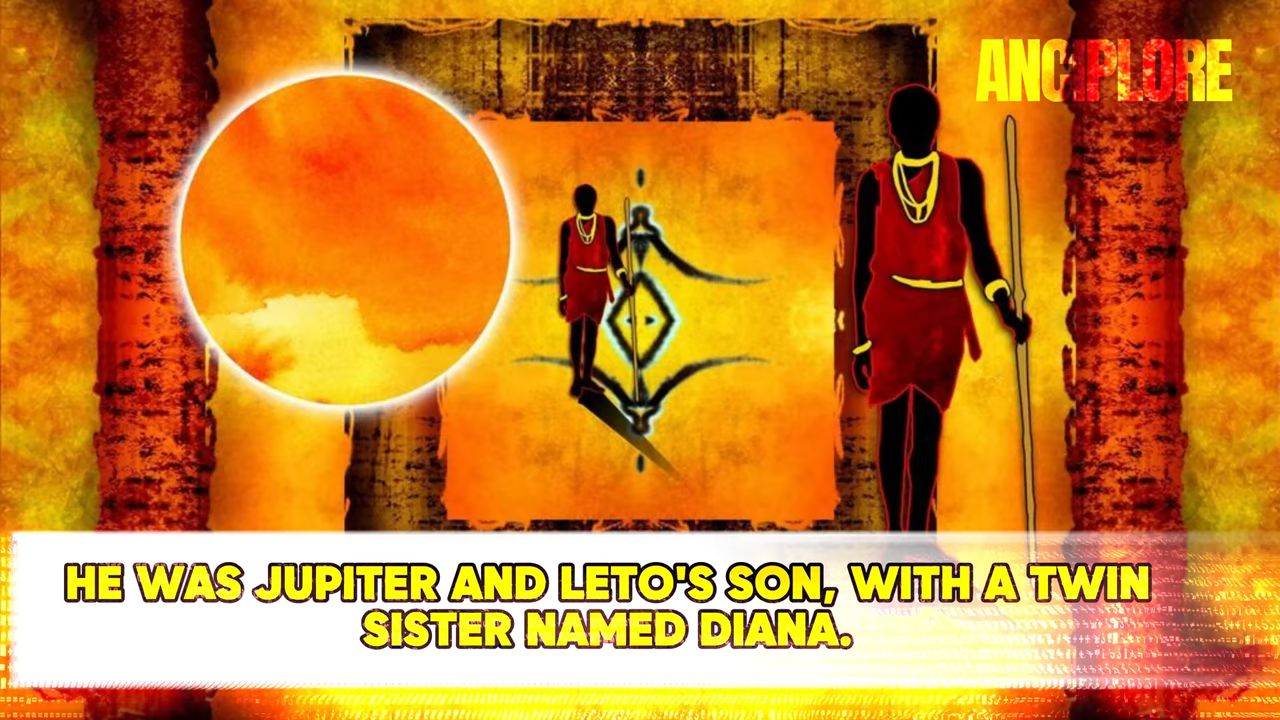 ANCIPLORE
HE WAS JUPITER AND LETO'S SON, WITH A TWIN
SISTER NAMED DIANA.